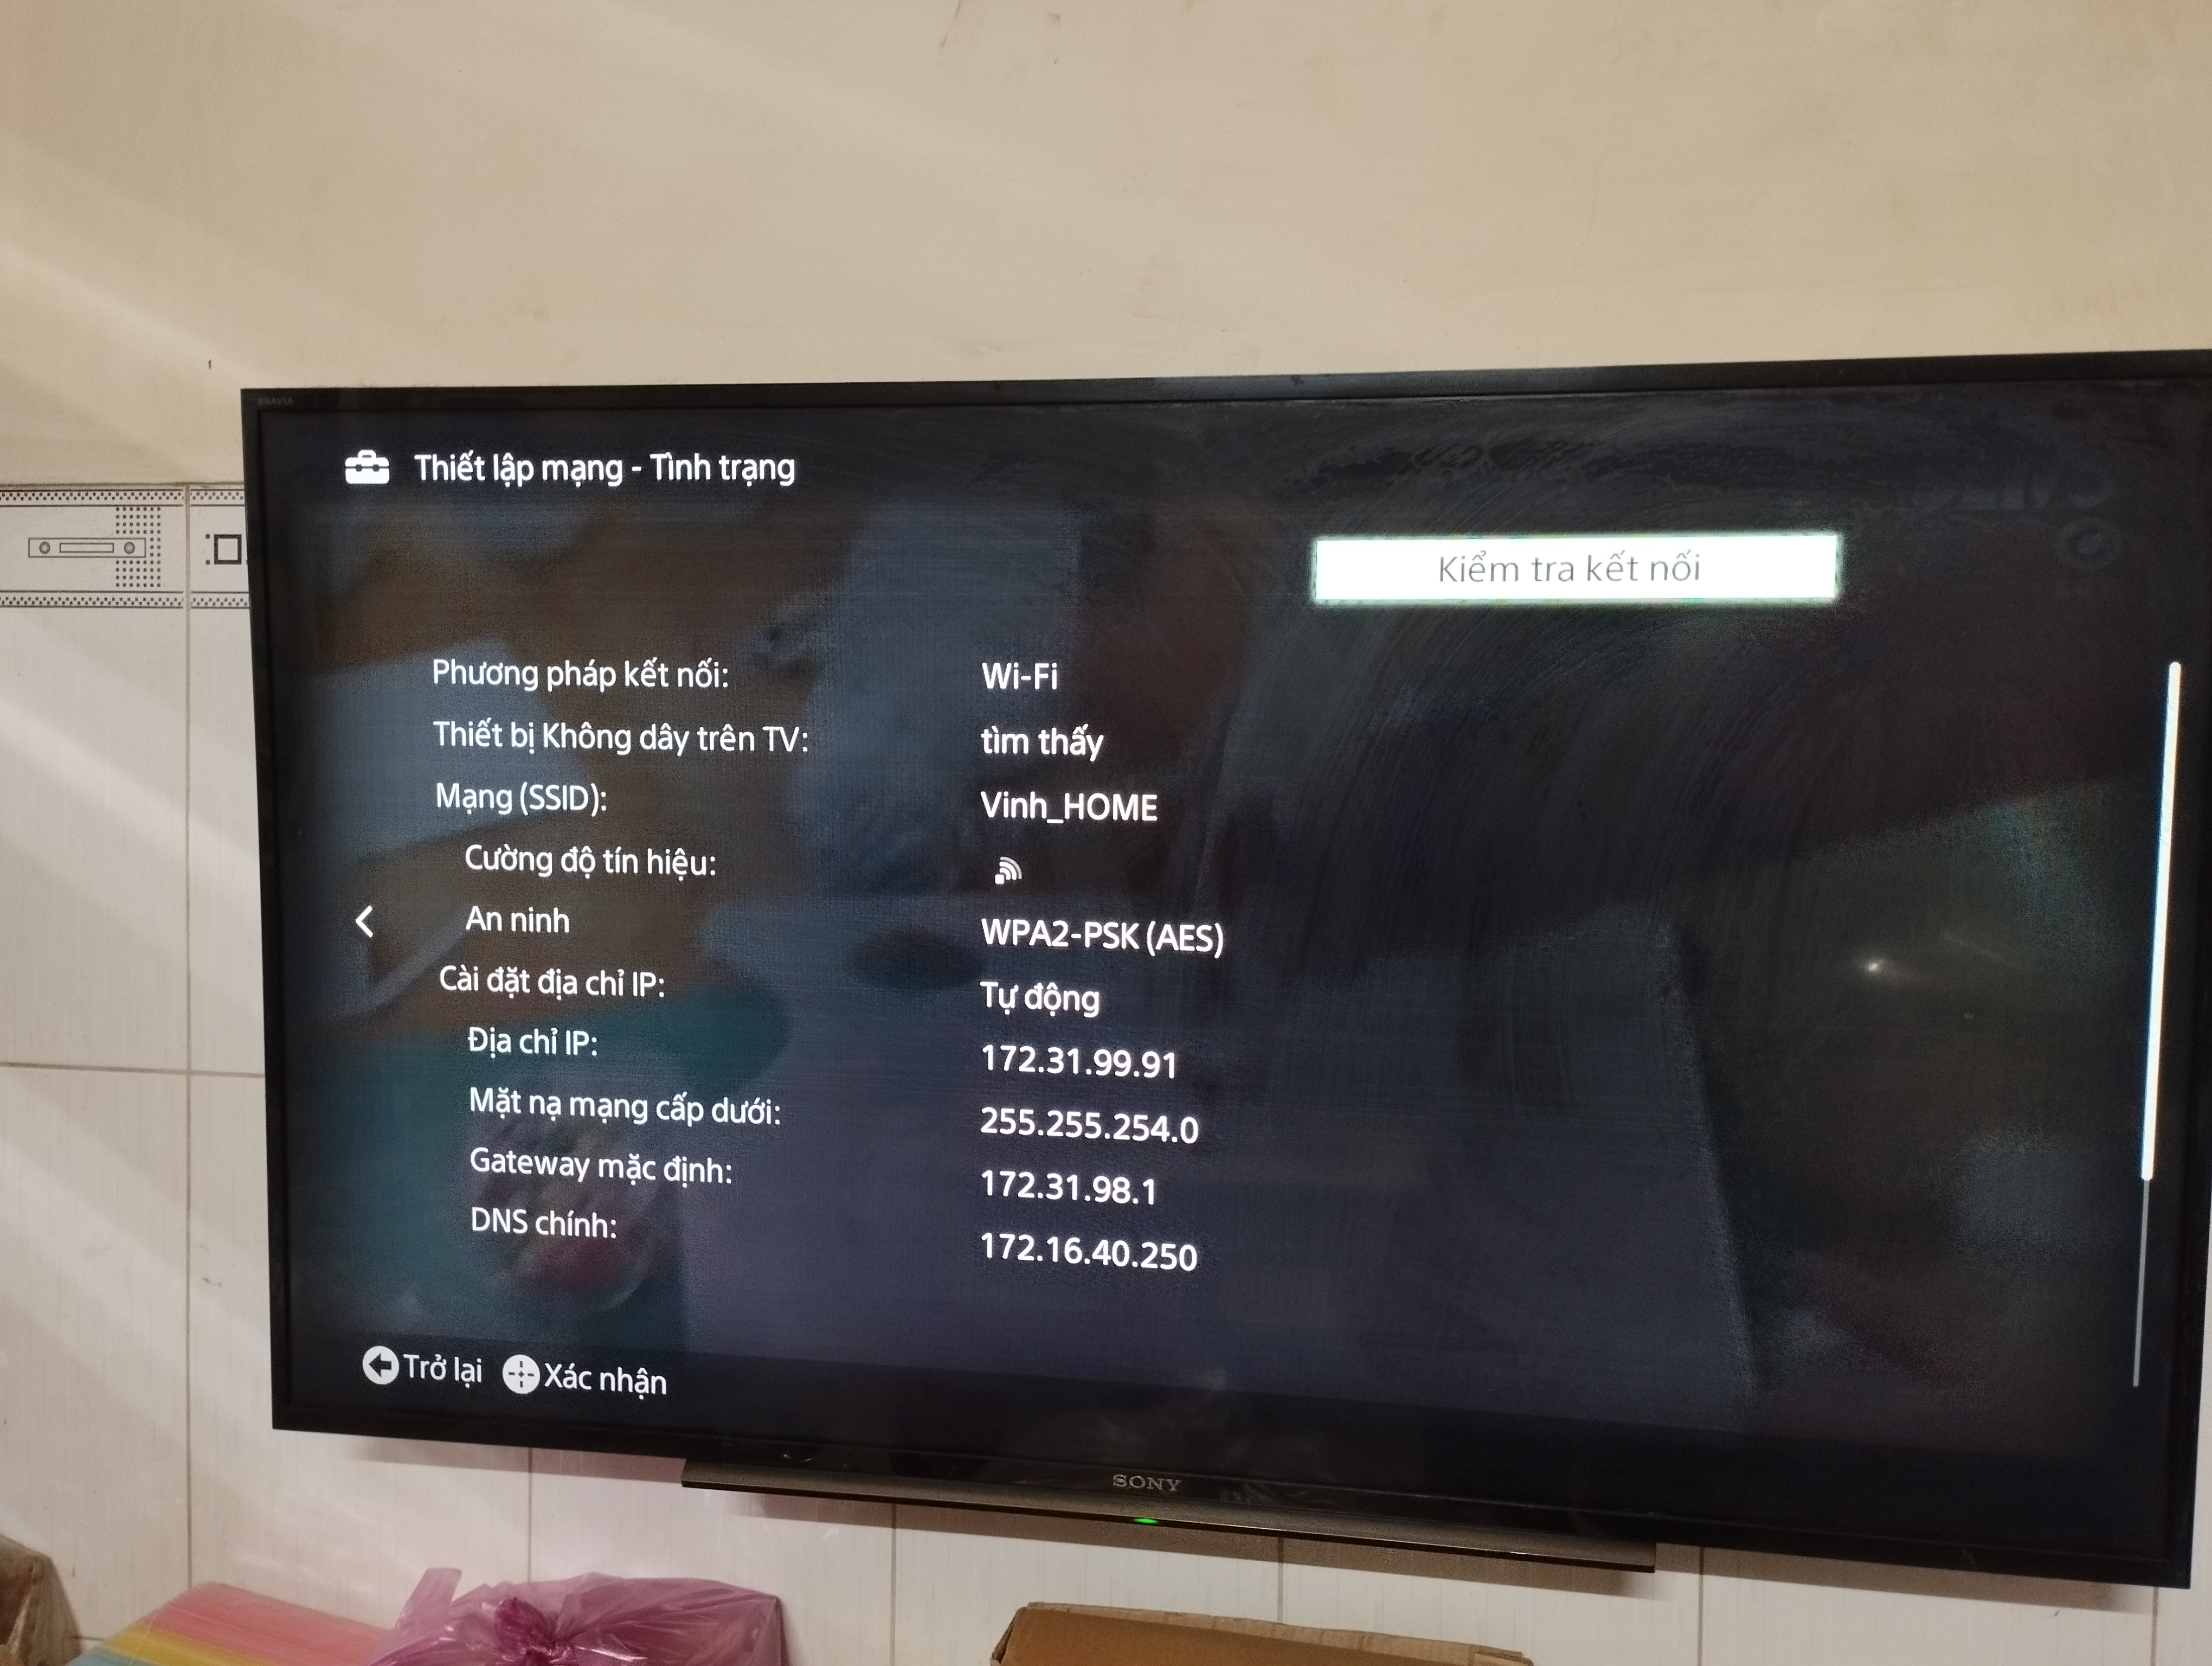 BRAVIA
Thiết lập mạng - Tình trạng
Kiểm tra kết nối
Phương pháp kết nối: Wi-Fi
Thiết bị Không dây trên TV: tìm thấy
Mạng (SSID): Vinh_HOME
Cường độ tín hiệu:
An ninh WPA2-PSK (AES)
Cài đặt địa chỉ IP: Tự động
Địa chỉ IP: 172.31.99.91
Mặt nạ mạng cấp dưới: 255.255.254.0
Gateway mặc định: 172.31.98.1
DNS chính: 172.16.40.250
Trở lại Xác nhận
SONY